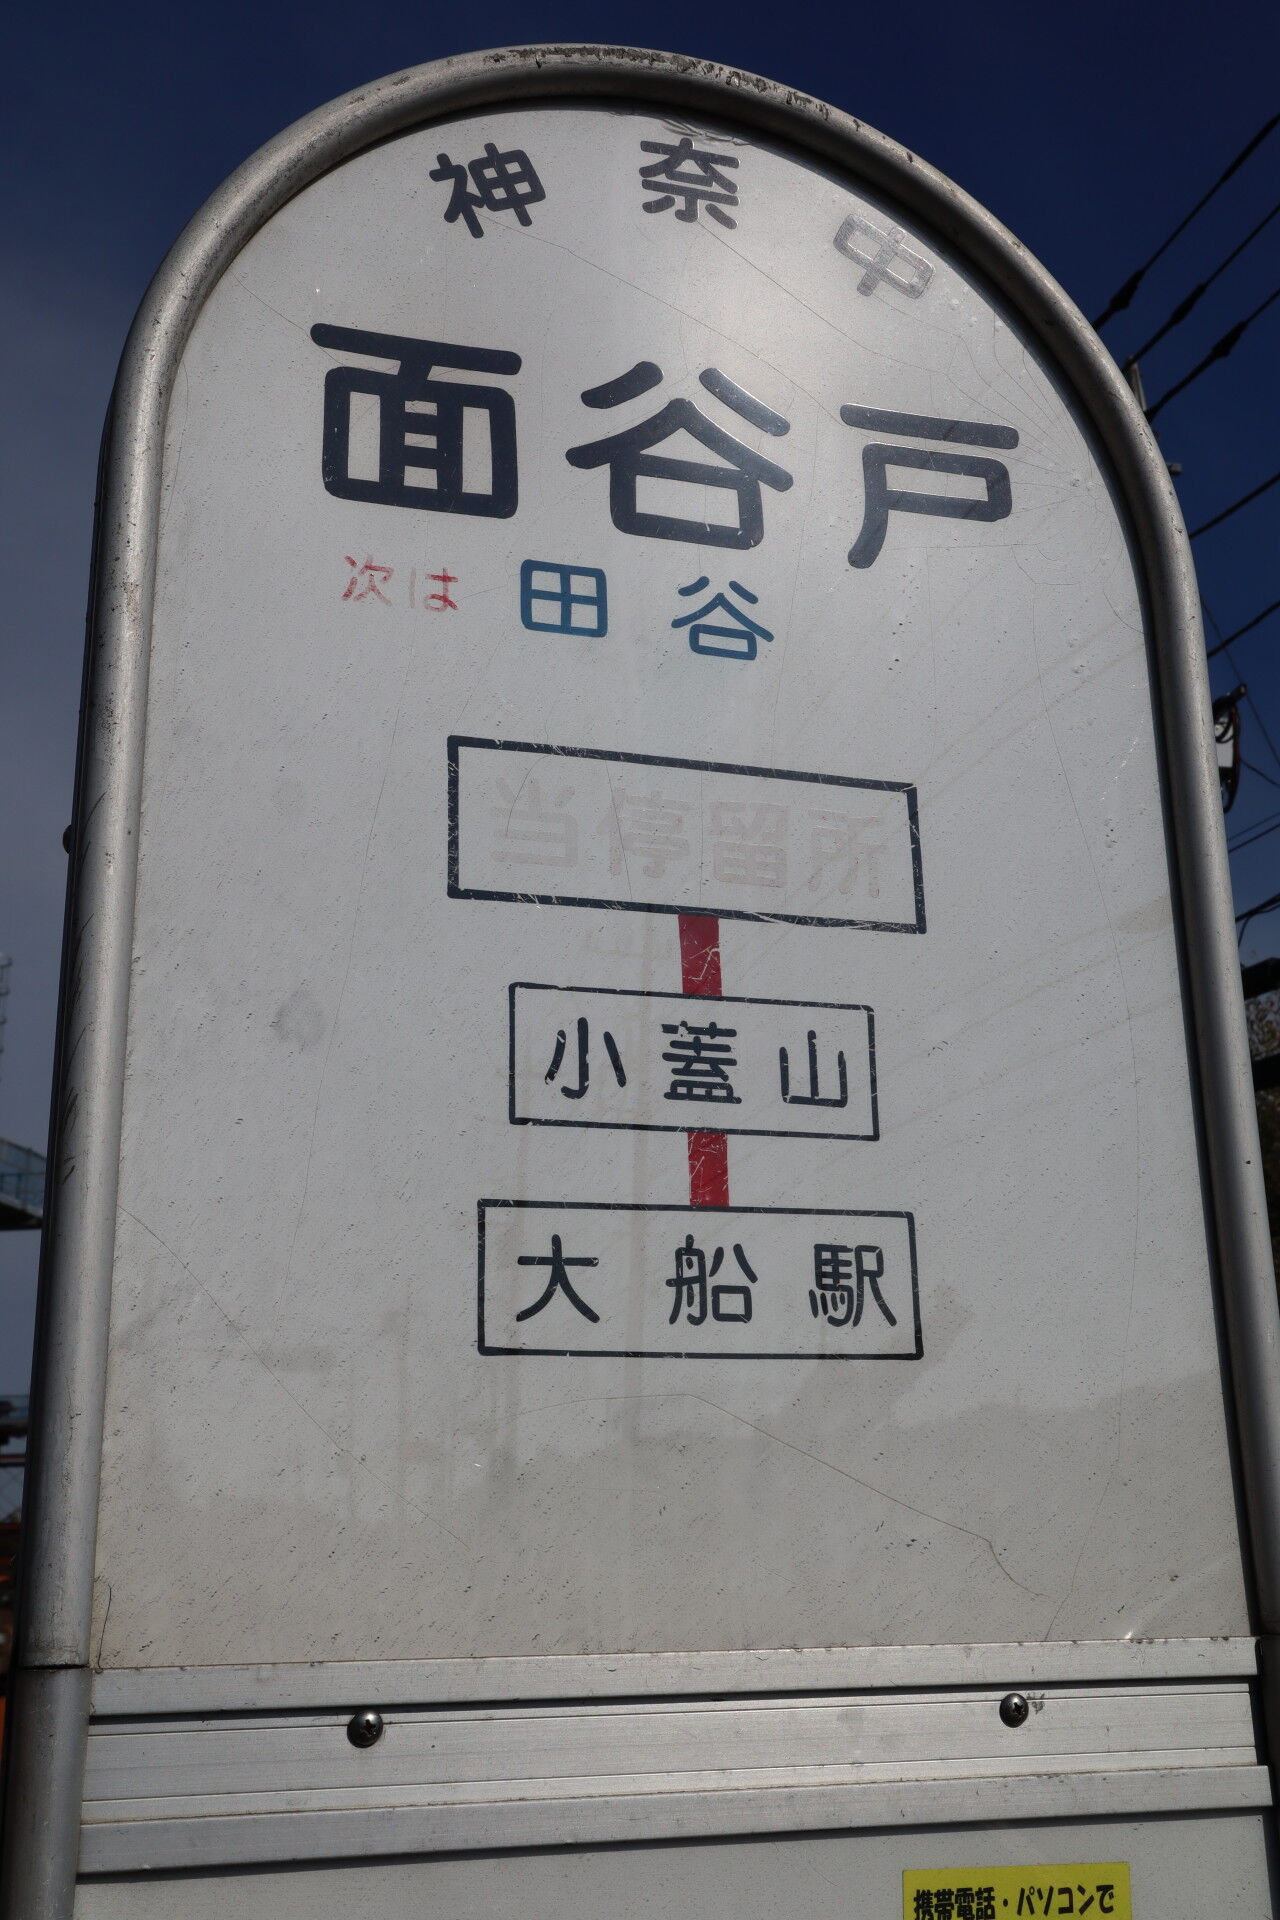 神奈中
面谷戸
次は 田谷
当停留所
小蓋山
大船駅
携帯電話・パソコンで